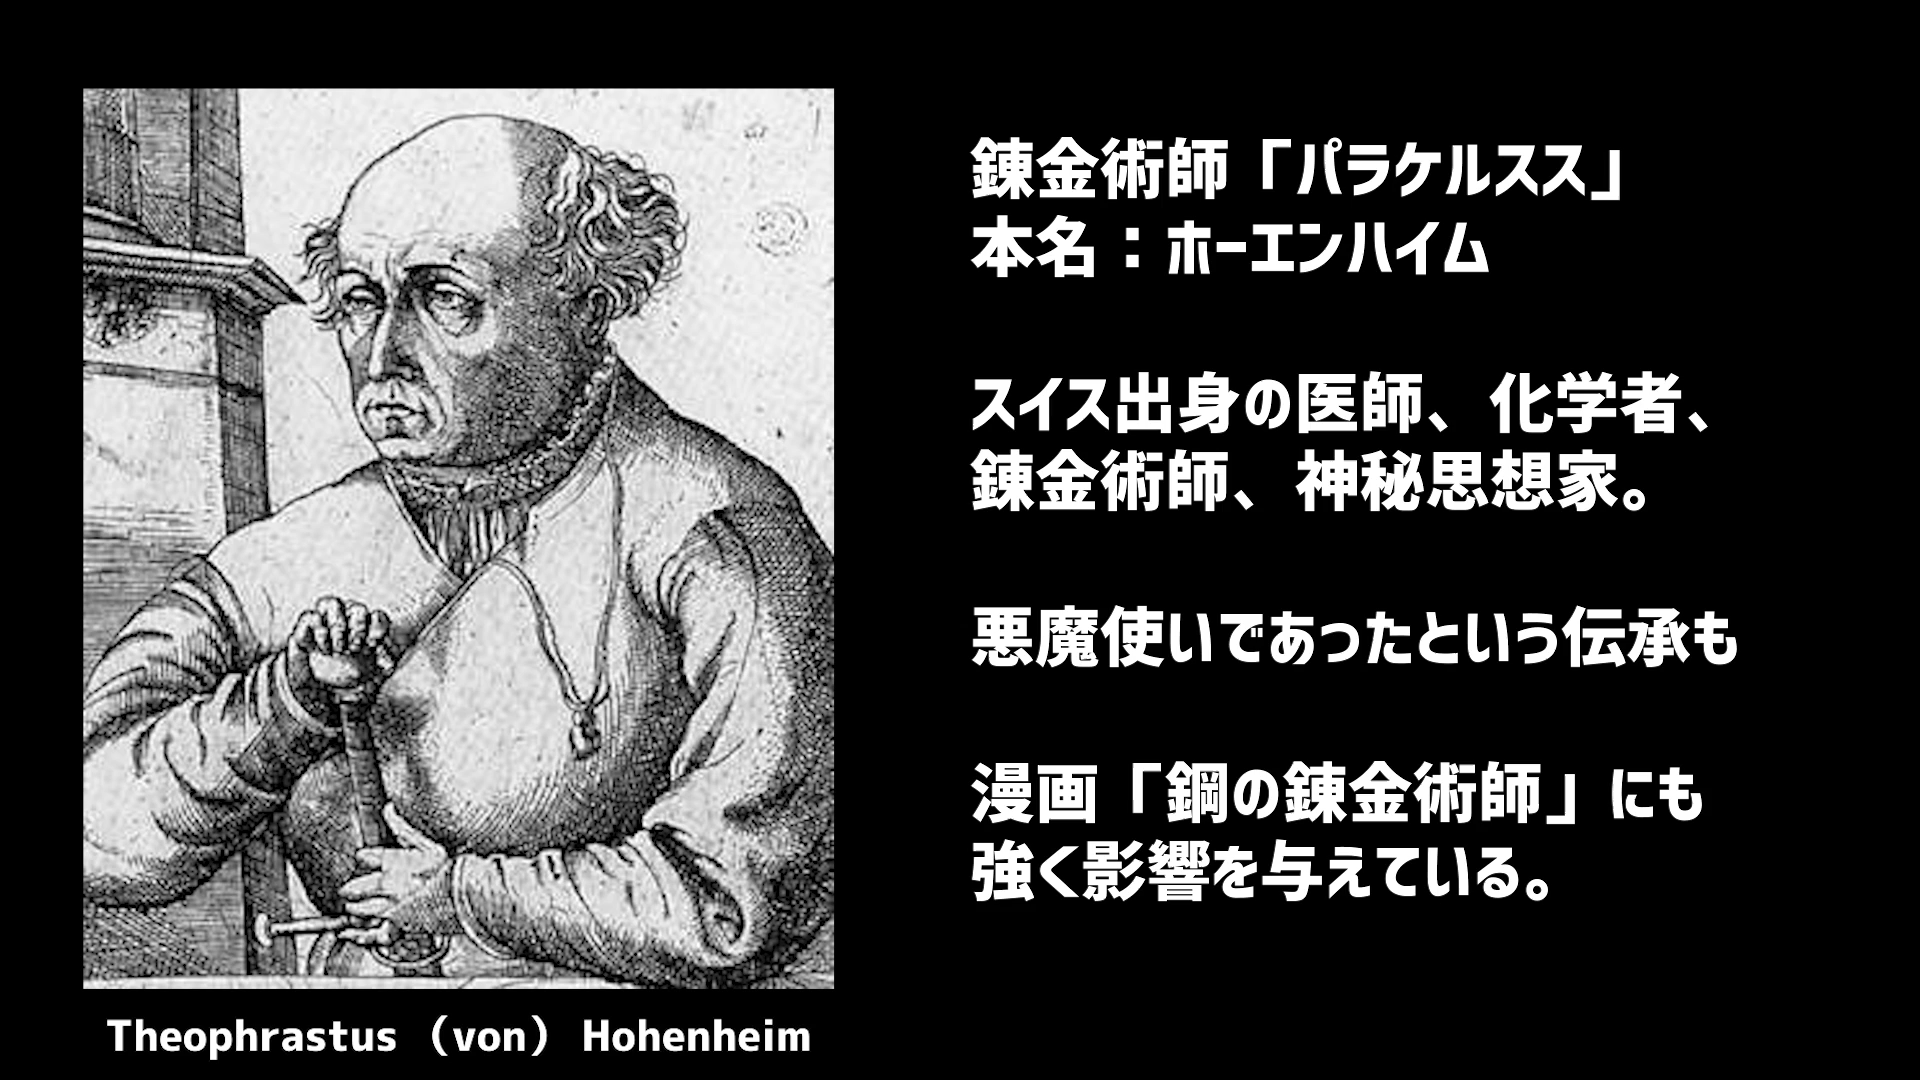 錬金術師「パラケルスス」
本名：ホーエンハイム
スイス出身の医師、化学者、
錬金術師、神秘思想家。
悪魔使いであったという伝承も
漫画「鋼の錬金術師」にも
強く影響を与えている。
Theophrastus （von） Hohenheim